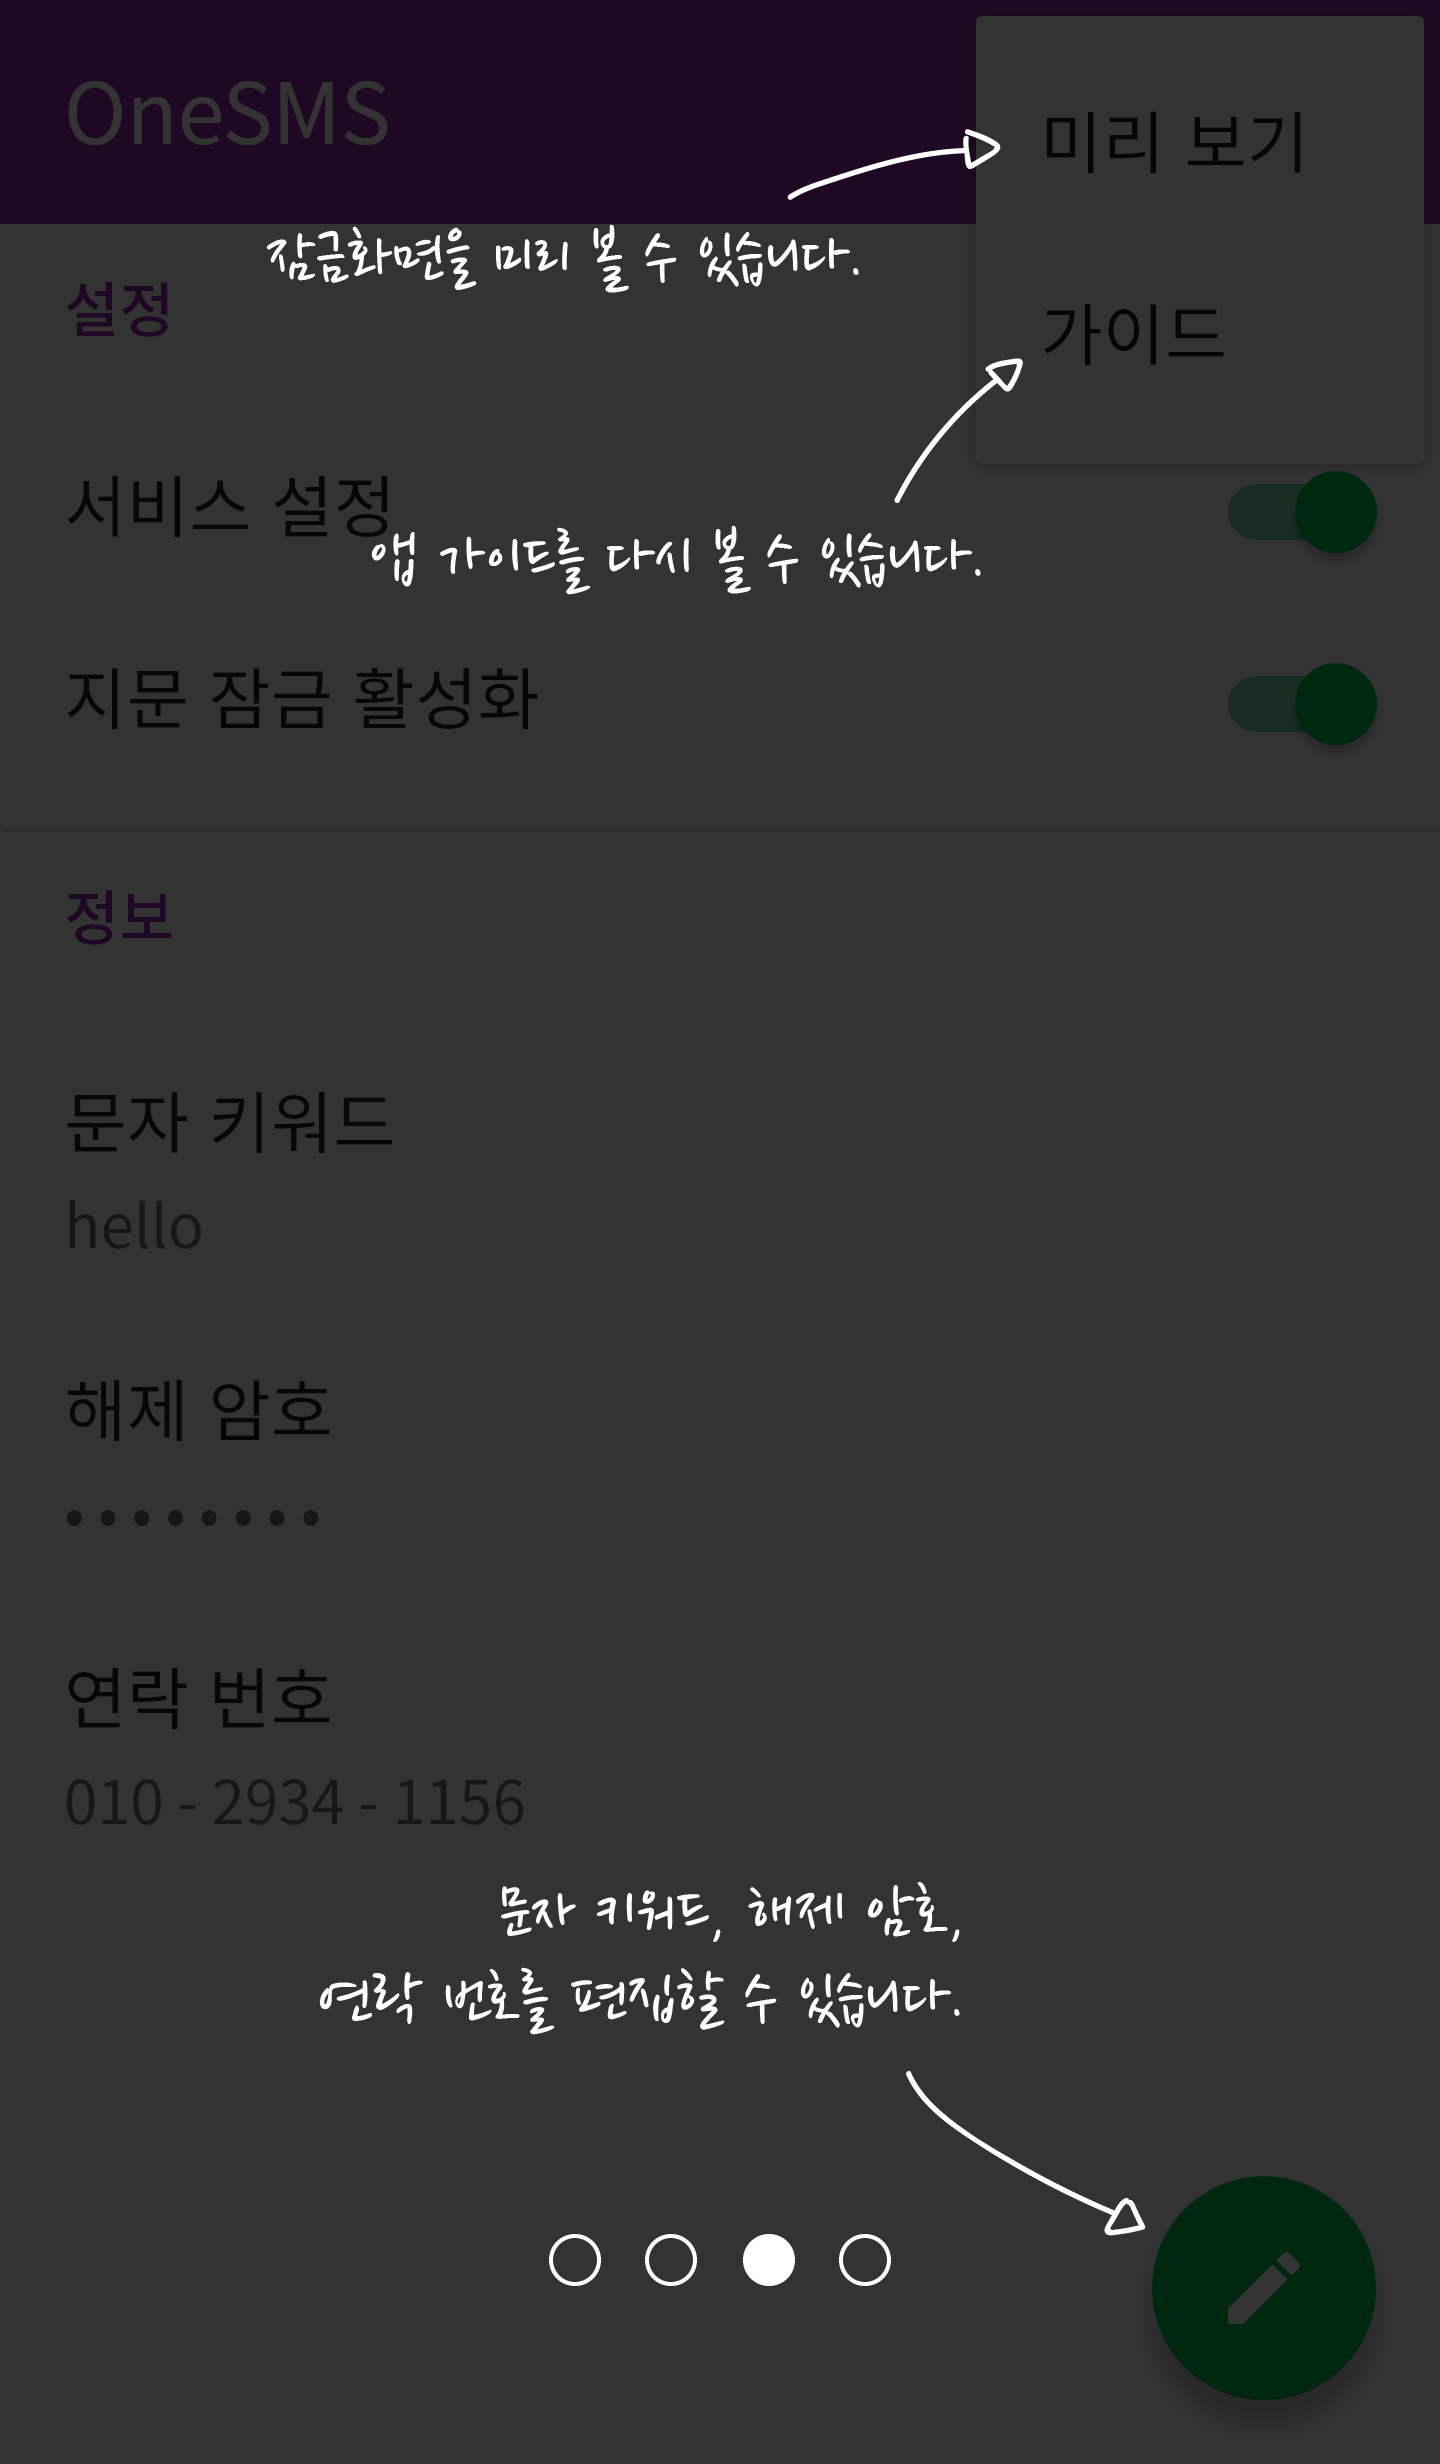 OneSMS
미리 보기
잠금화면을 미리 볼 수 있습니다.
설정
가이드
서비스 설정
앱 가이드를 다시 볼 수 있습니다.
지문 잠금 활성화
정보
문자 키워드
hello
해제 암호
••••••••
연락 번호
010 - 2934 - 1156
문자 키워드, 해제 암호,
연락 번호를 편집할 수 있습니다.